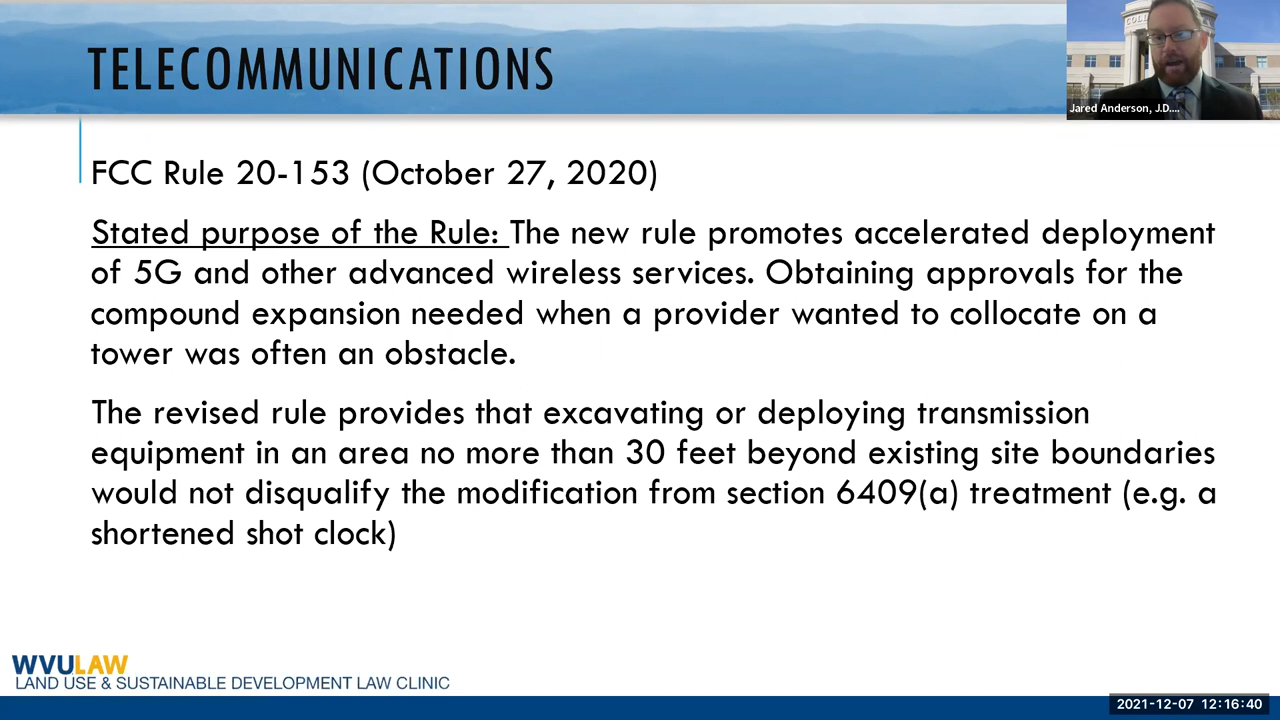 TELECOMMUNICATIONS
COLL
Jared Anderson, J.D....
FCC Rule 20-153 (October 27, 2020)
Stated purpose of the Rule: The new rule promotes accelerated deployment
of 5G and other advanced wireless services. Obtaining approvals for the
compound expansion needed when a provider wanted to collocate on a
tower was often an obstacle.
The revised rule provides that excavating or deploying transmission
equipment in an area no more than 30 feet beyond existing site boundaries
would not disqualify the modification from section 6409(a) treatment (e.g. a
shortened shot clock)
WVULAW
LAND USE & SUSTAINABLE DEVELOPMENT LAW CLINIC
2021-12-07 12:16:40